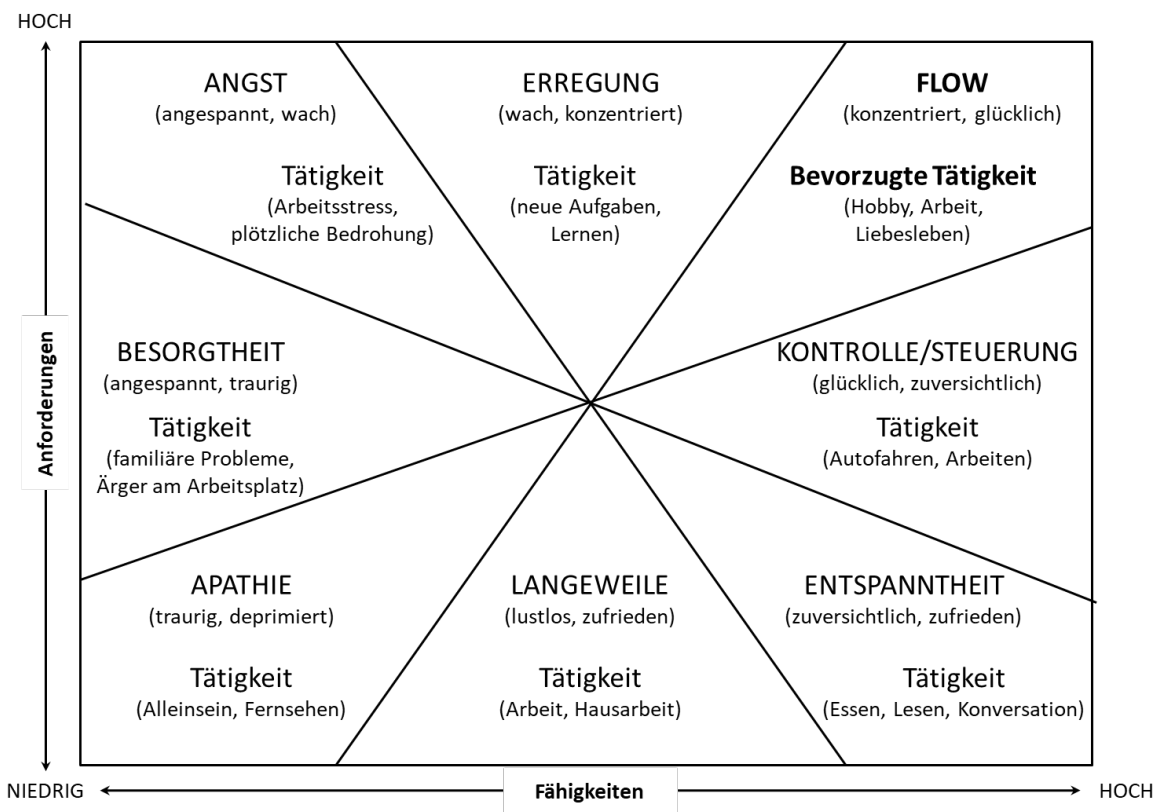 HOCH
ANGST
(angespannt, wach)
Tätigkeit
(Arbeitsstress,
plötzliche Bedrohung)
ERREGUNG
(wach, konzentriert)
Tätigkeit
(neue Aufgaben,
Lernen)
FLOW
(konzentriert, glücklich)
Bevorzugte Tätigkeit
(Hobby, Arbeit,
Liebesleben)
Anforderungen
BESORGTHEIT
(angespannt, traurig)
Tätigkeit
(familiäre Probleme,
Ärger am Arbeitsplatz)
KONTROLLE/STEUERUNG
(glücklich, zuversichtlich)
Tätigkeit
(Autofahren, Arbeiten)
APATHIE
(traurig, deprimiert)
Tätigkeit
(Alleinsein, Fernsehen)
LANGEWEILE
(lustlos, zufrieden)
Tätigkeit
(Arbeit, Hausarbeit)
ENTSPANNTHEIT
(zuversichtlich, zufrieden)
Tätigkeit
(Essen, Lesen, Konversation)
NIEDRIG
Fähigkeiten
HOCH